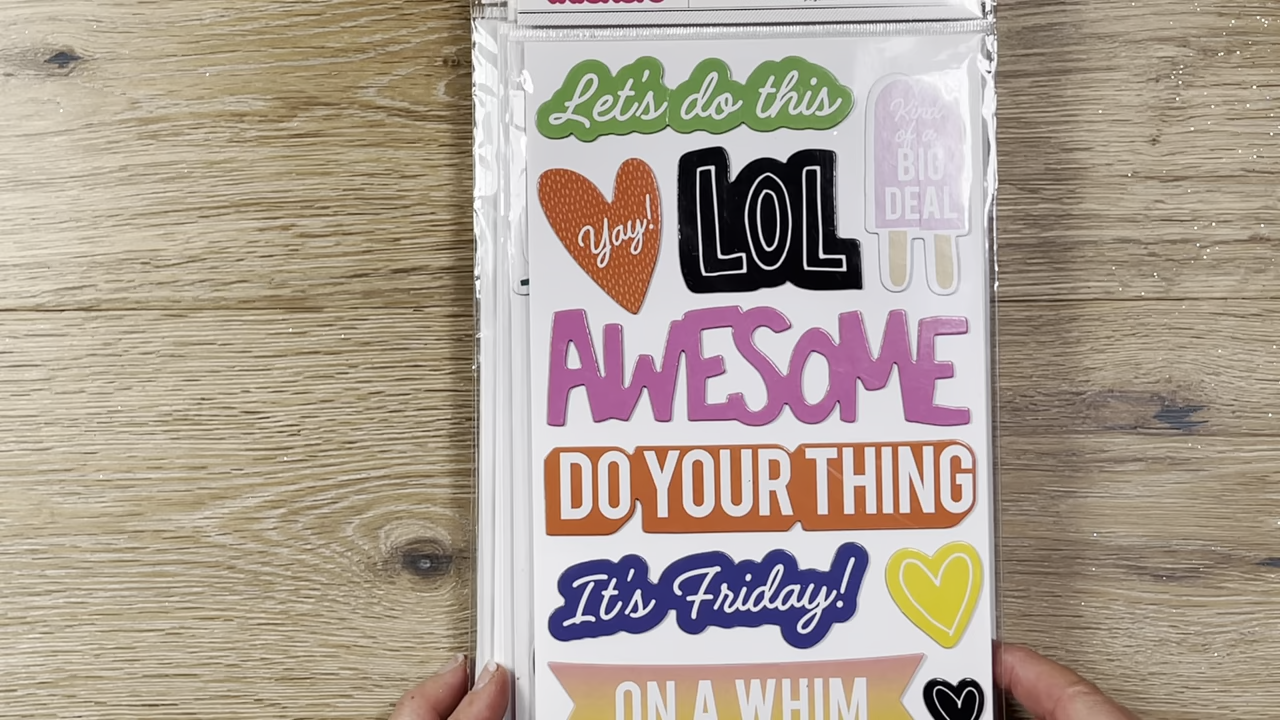 Let's do this
Kind
of a
BIG
DEAL
Yay!
LOL
AWESOME
DO YOUR THING
It's Friday!
ON A WHIM